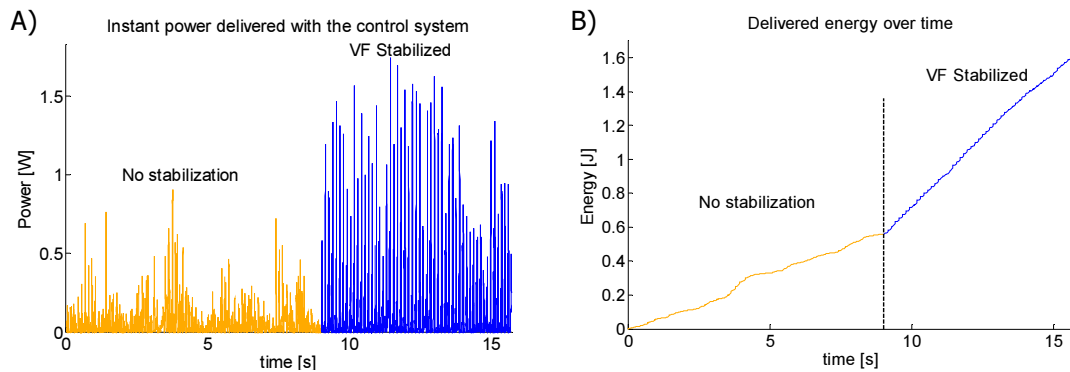 A)
Instant power delivered with the control system
VF Stabilized
No stabilization
Power [W]
1.5
1
0.5
0
0
5
10
15
time [s]
B)
Delivered energy over time
VF Stabilized
No stabilization
Energy [J]
1.6
1.4
1.2
1
0.8
0.6
0.4
0.2
0
0
5
10
15
time [s]